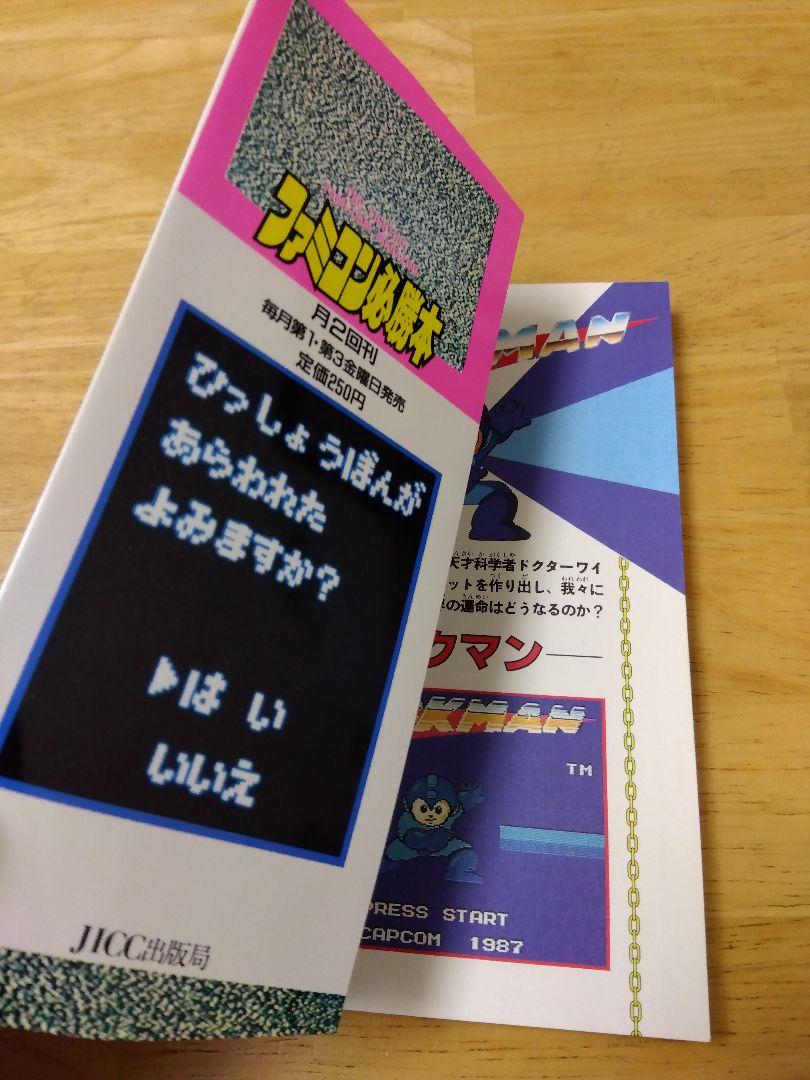 ファミコン必勝本
月2回刊
毎月第1・第3金曜日発売
定価250円
ひっしょうぼんが
あらわれた
よみますか?
▶はい
いいえ
JICC出版局
KMAN
天才科学者ドクターワイ
ットを作り出し、我々に
の運命はどうなるのか?
クマン
KMAN
TM
PRESS START
CAPCOM 1987